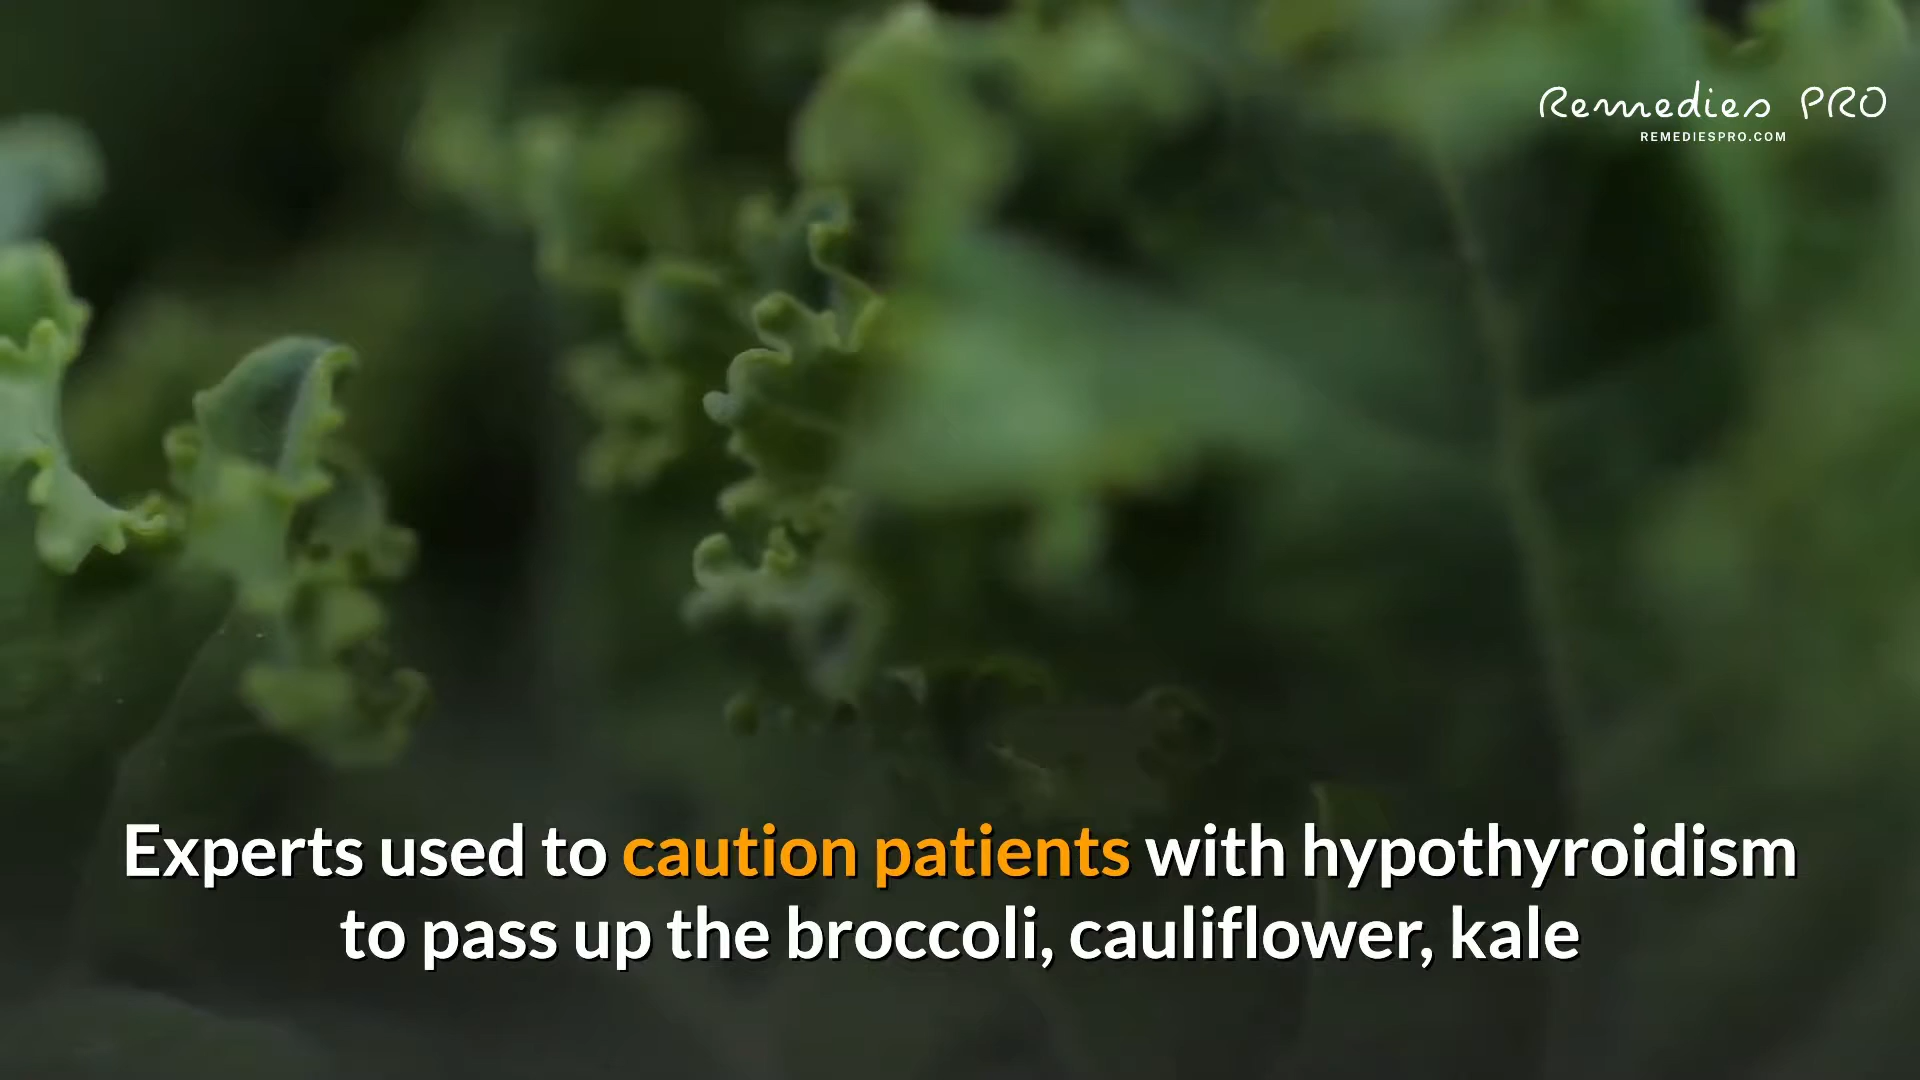 Remedies PRO
REMEDIESPRO.COM
Experts used to caution patients with hypothyroidism
to pass up the broccoli, cauliflower, kale